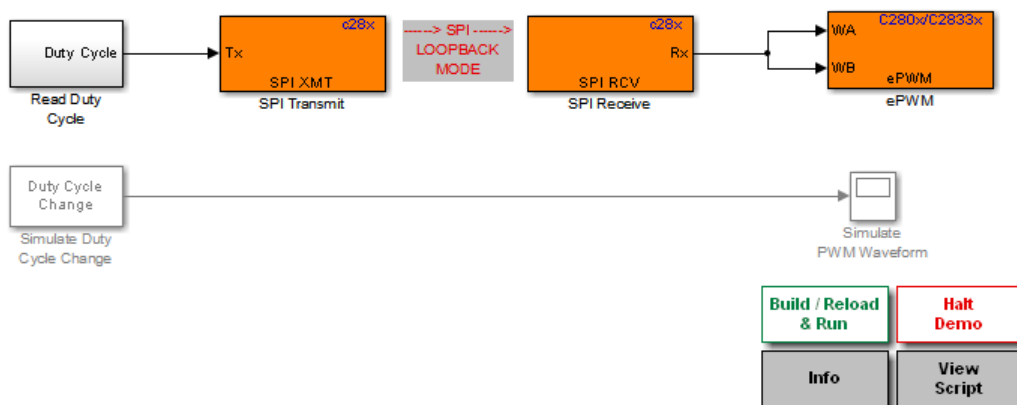 Duty Cycle
Read Duty
Cycle
c28x
Tx
SPI XMT
SPI Transmit
-----> SPI ----->
LOOPBACK
MODE
c28x
Rx
SPI RCV
SPI Receive
C280x/C2833x
WA
WB
ePWM
ePWM
Duty Cycle
Change
Simulate Duty
Cycle Change
Simulate
PWM Waveform
Build / Reload
& Run
Halt
Demo
Info
View
Script